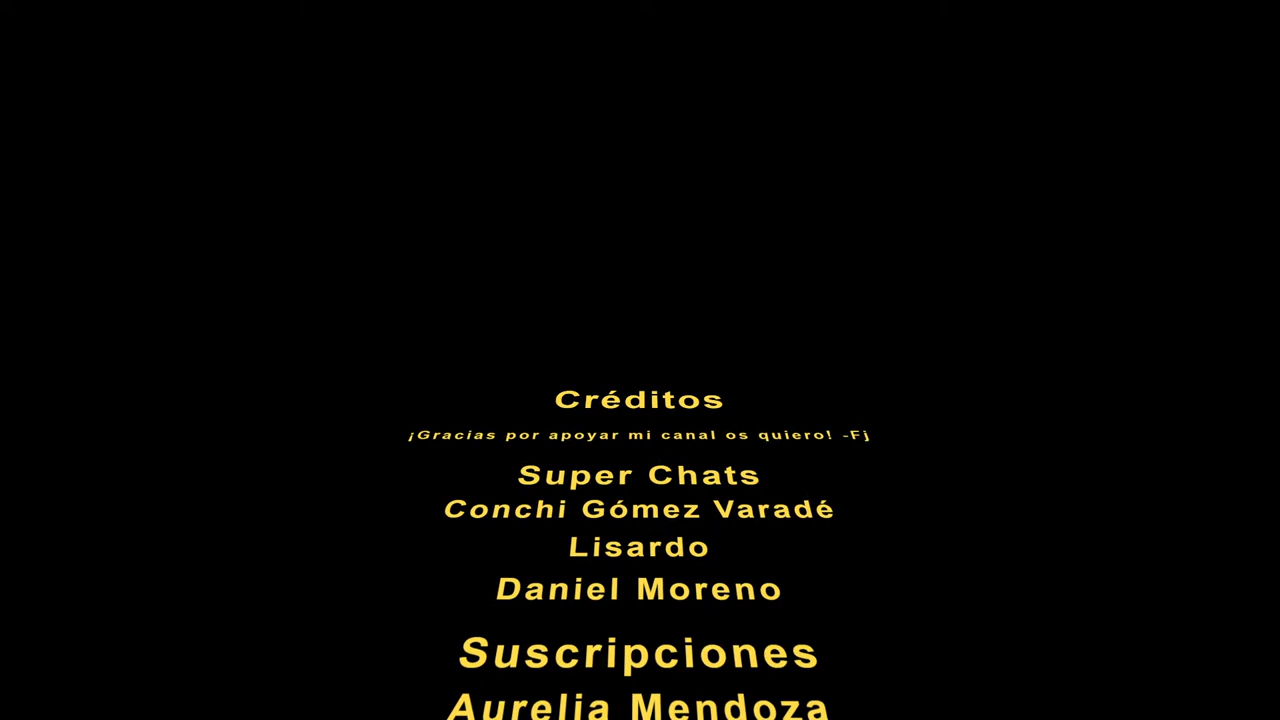 Créditos
¡Gracias por apoyar mi canal os quiero! -Fj
Super Chats
Conchi Gómez Varadé
Lisardo
Daniel Moreno
Suscripciones
Aurelia Mendoza